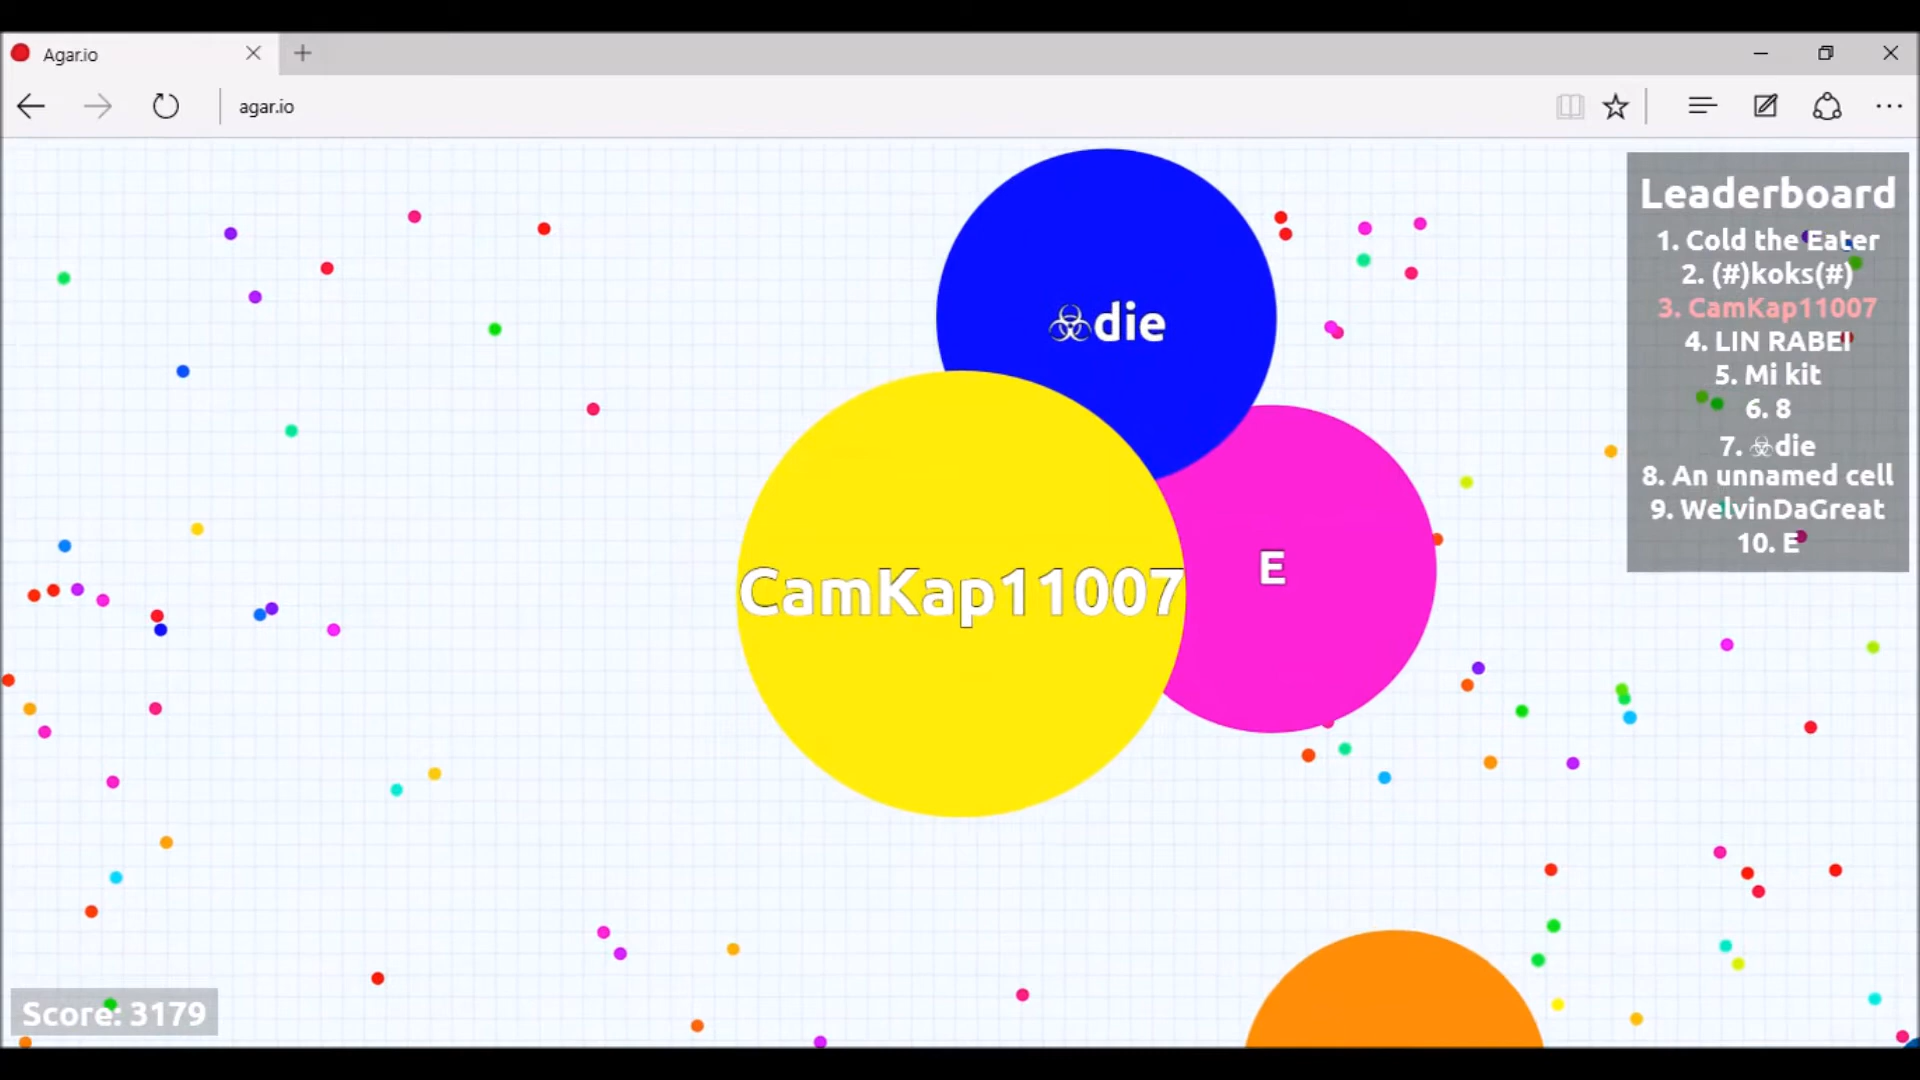 Agar.io
agar.io
Leaderboard
1. Cold the Eater
2. (#)koks(#)
3. CamKap11007
4. LIN RABEI
5. Mi kit
6. 8
7. ☣die
8. An unnamed cell
9. WelvinDaGreat
10. E
☣die
E
CamKap11007
Score: 3179